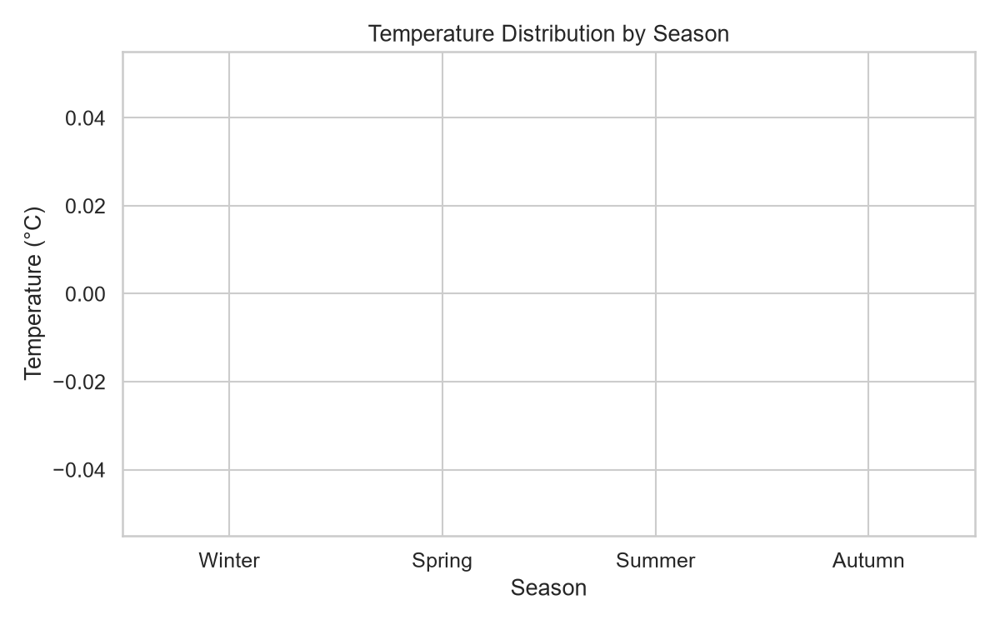 Temperature Distribution by Season
Temperature (°C)
0.04
0.02
0.00
−0.02
−0.04
Winter Spring Summer Autumn
Season